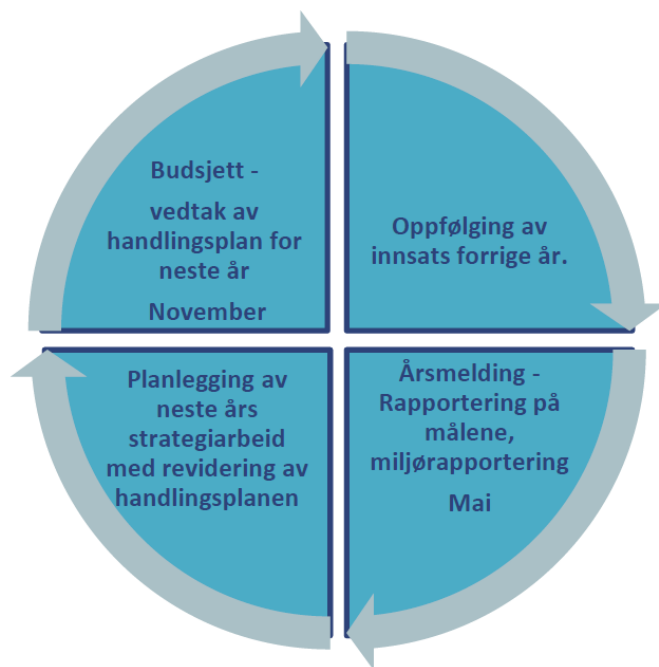 Budsjett -
vedtak av
handlingsplan for
neste år
November
Oppfølging av
innsats forrige år.
Planlegging av
neste års
strategiarbeid
med revidering av
handlingsplanen
Årsmelding -
Rapportering på
målene,
miljørapportering
Mai